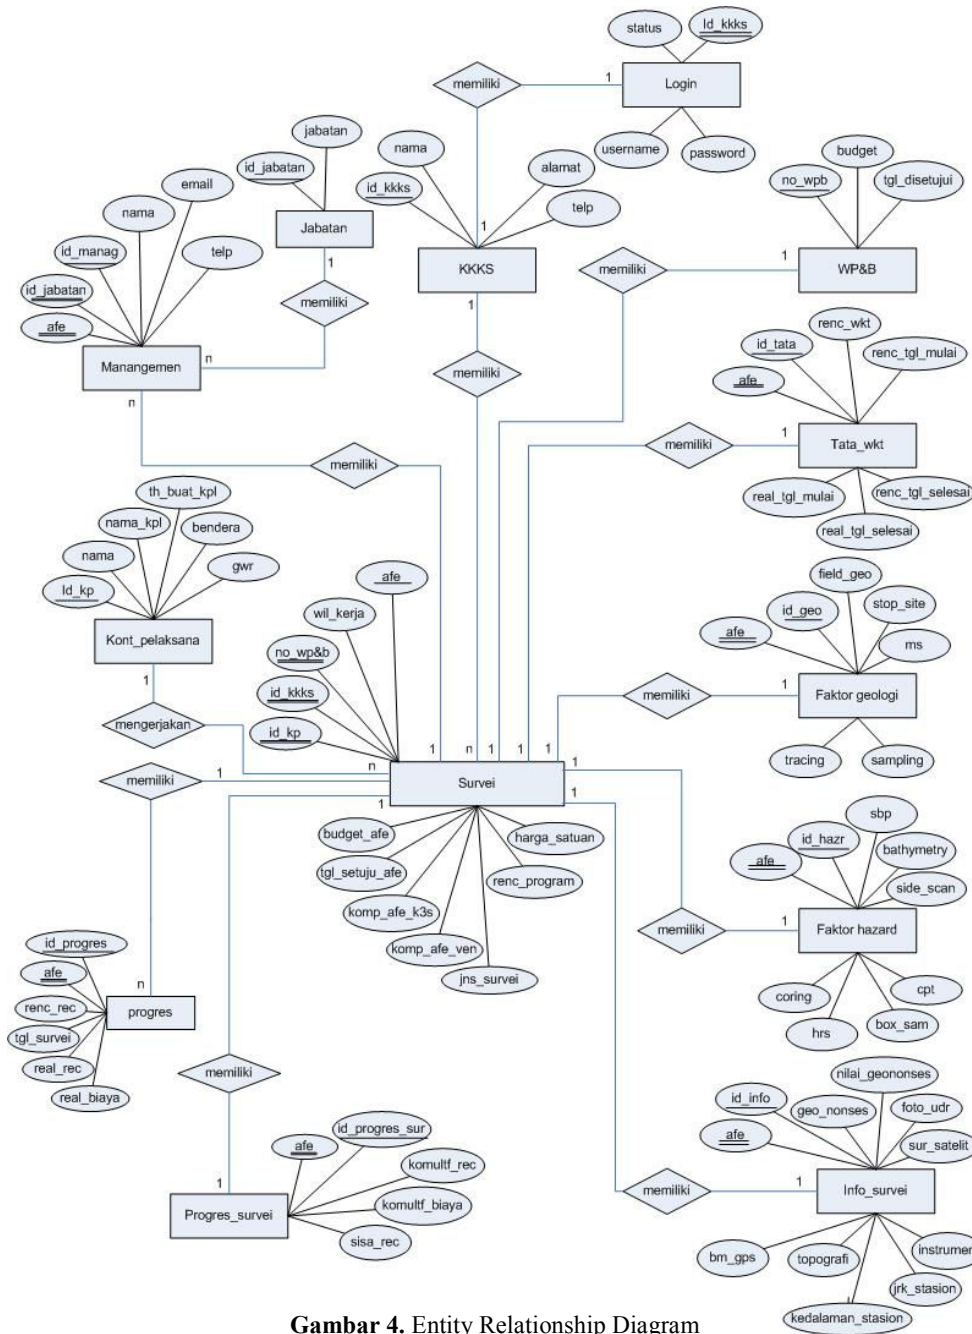 status
Id_kkks
memiliki
1
Login
username
password
jabatan
id_jabatan
Jabatan
1
memiliki
nama
id_kkks
alamat
telp
1
KKKS
1
memiliki
budget
no_wpb
tgl_disetujui
memiliki
1
WP&B
email
nama
id_manag
telp
id_jabatan
afe
Manangemen
n
n
memiliki
renc_wkt
id_tata
renc_tgl_mulai
afe
memiliki
1
Tata_wkt
real_tgl_mulai
renc_tgl_selesai
real_tgl_selesai
th_buat_kpl
nama_kpl
bendera
nama
gwr
Id_kp
Kont_pelaksana
1
mengerjakan
n
afe
wil_kerja
no_wp&b
id_kkks
id_kp
field_geo
id_geo
stop_site
afe
ms
memiliki
1
Faktor geologi
tracing
sampling
1
n
1
1
1
1
memiliki
1
Survei
1
1
budget_afe
harga_satuan
tgl_setuju_afe
renc_program
komp_afe_k3s
komp_afe_ven
jns_survei
sbp
id_hazr
bathymetry
afe
side_scan
memiliki
1
Faktor hazard
coring
cpt
hrs
box_sam
id_progres
afe
renc_rec
tgl_survei
real_rec
real_biaya
n
progres
memiliki
1
afe
id_progres_sur
komultf_rec
komultf_biaya
sisa_rec
Progres_survei
nilai_geononses
id_info
geo_nonses
foto_udr
afe
sur_satelit
memiliki
1
Info_survei
bm_gps
topografi
instrumen
jrk_stasion
kedalaman_stasion
Gambar 4. Entity Relationship Diagram